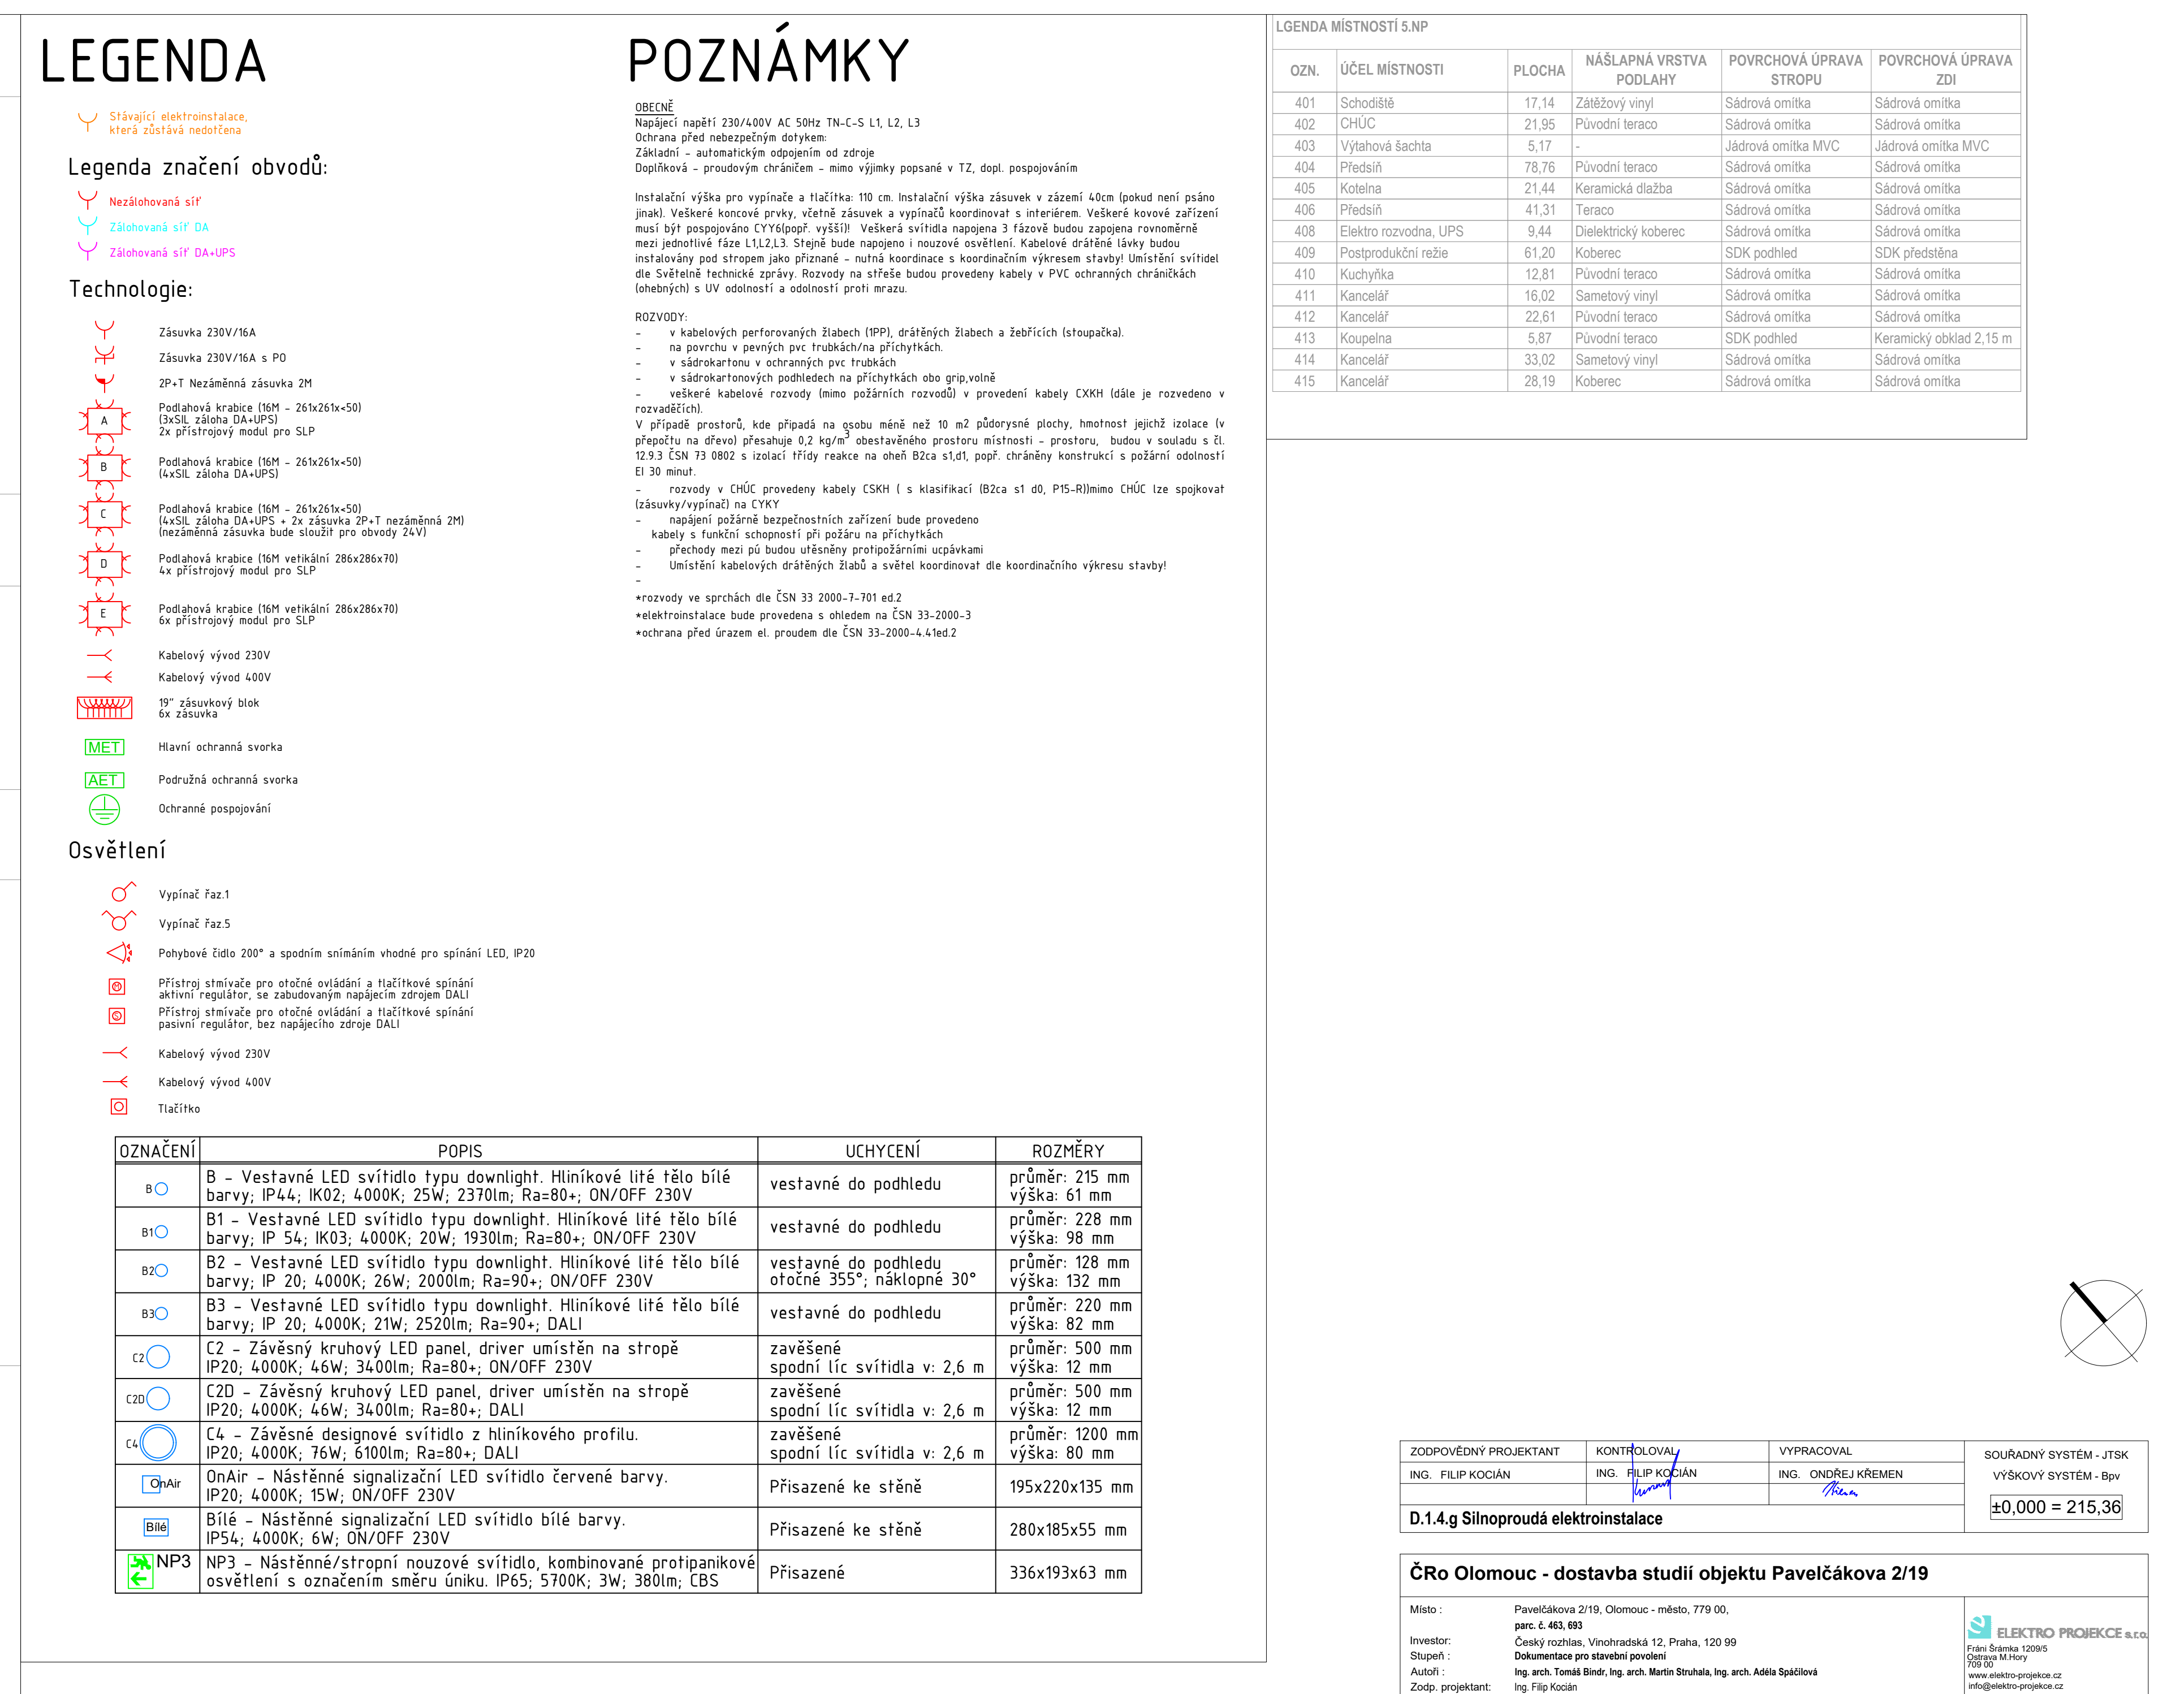 LEGENDA
Stávající elektroinstalace,
která zůstává nedotčena
Legenda značení obvodů:
Nezálohovaná síť
Zálohovaná síť DA
Zálohovaná síť DA+UPS
Technologie:
Zásuvka 230V/16A
Zásuvka 230V/16A s PO
2P+T Nezáměnná zásuvka 2M
A
Podlahová krabice (16M - 261x261x<50)
(3xSIL záloha DA+UPS)
2x přístrojový modul pro SLP
B
Podlahová krabice (16M - 261x261x<50)
(4xSIL záloha DA+UPS)
C
Podlahová krabice (16M - 261x261x<50)
(4xSIL záloha DA+UPS + 2x zásuvka 2P+T nezáměnná 2M)
(nezáměnná zásuvka bude sloužit pro obvody 24V)
D
Podlahová krabice (16M vetikální 286x286x70)
4x přístrojový modul pro SLP
E
Podlahová krabice (16M vetikální 286x286x70)
6x přístrojový modul pro SLP
Kabelový vývod 230V
Kabelový vývod 400V
19" zásuvkový blok
6x zásuvka
MET Hlavní ochranná svorka
AET Podružná ochranná svorka
Ochranné pospojování
Osvětlení
Vypínač řaz.1
Vypínač řaz.5
Pohybové čidlo 200° a spodním snímáním vhodné pro spínání LED, IP20
M
Přístroj stmívače pro otočné ovládání a tlačítkové spínání
aktivní regulátor, se zabudovaným napájecím zdrojem DALI
S
Přístroj stmívače pro otočné ovládání a tlačítkové spínání
pasivní regulátor, bez napájecího zdroje DALI
Kabelový vývod 230V
Kabelový vývod 400V
Tlačítko
POZNÁMKY
OBECNĚ
Napájecí napětí 230/400V AC 50Hz TN-C-S L1, L2, L3
Ochrana před nebezpečným dotykem:
Základní - automatickým odpojením od zdroje
Doplňková - proudovým chráničem - mimo výjimky popsané v TZ, dopl. pospojováním
Instalační výška pro vypínače a tlačítka: 110 cm. Instalační výška zásuvek v zázemí 40cm (pokud není psáno
jinak). Veškeré koncové prvky, včetně zásuvek a vypínačů koordinovat s interiérem. Veškeré kovové zařízení
musí být pospojováno CYY6(popř. vyšší)! Veškerá svítidla napojena 3 fázově budou zapojena rovnoměrně
mezi jednotlivé fáze L1,L2,L3. Stejně bude napojeno i nouzové osvětlení. Kabelové drátěné lávky budou
instalovány pod stropem jako přiznané - nutná koordinace s koordinačním výkresem stavby! Umístění svítidel
dle Světelně technické zprávy. Rozvody na střeše budou provedeny kabely v PVC ochranných chráničkách
(ohebných) s UV odolností a odolností proti mrazu.
ROZVODY:
- v kabelových perforovaných žlabech (1PP), drátěných žlabech a žebřících (stoupačka).
- na povrchu v pevných pvc trubkách/na příchytkách.
- v sádrokartonu v ochranných pvc trubkách
- v sádrokartonových podhledech na příchytkách obo grip,volně
- veškeré kabelové rozvody (mimo požárních rozvodů) v provedení kabely CXKH (dále je rozvedeno v
rozvaděčích).
V případě prostorů, kde připadá na osobu méně než 10 m2 půdorysné plochy, hmotnost jejichž izolace (v
přepočtu na dřevo) přesahuje 0,2 kg/m3 obestavěného prostoru místnosti - prostoru, budou v souladu s čl.
12.9.3 ČSN 73 0802 s izolací třídy reakce na oheň B2ca s1,d1, popř. chráněny konstrukcí s požární odolností
EI 30 minut.
- rozvody v CHÚC provedeny kabely CSKH ( s klasifikací (B2ca s1 d0, P15-R))mimo CHÚC lze spojkovat
(zásuvky/vypínač) na CYKY
- napájení požárně bezpečnostních zařízení bude provedeno
kabely s funkční schopností při požáru na příchytkách
- přechody mezi pú budou utěsněny protipožárními ucpávkami
- Umístění kabelových drátěných žlabů a světel koordinovat dle koordinačního výkresu stavby!
-
*rozvody ve sprchách dle ČSN 33 2000-7-701 ed.2
*elektroinstalace bude provedena s ohledem na ČSN 33-2000-3
*ochrana před úrazem el. proudem dle ČSN 33-2000-4.41ed.2
OZNAČENÍ POPIS UCHYCENÍ ROZMĚRY
B B - Vestavné LED svítidlo typu downlight. Hliníkové lité tělo bílé
barvy; IP44; IK02; 4000K; 25W; 2370lm; Ra=80+; ON/OFF 230V
vestavné do podhledu
průměr: 215 mm
výška: 61 mm
B1 B1 - Vestavné LED svítidlo typu downlight. Hliníkové lité tělo bílé
barvy; IP 54; IK03; 4000K; 20W; 1930lm; Ra=80+; ON/OFF 230V
vestavné do podhledu
průměr: 228 mm
výška: 98 mm
B2 B2 - Vestavné LED svítidlo typu downlight. Hliníkové lité tělo bílé
barvy; IP 20; 4000K; 26W; 2000lm; Ra=90+; ON/OFF 230V
vestavné do podhledu
otočné 355°; náklopné 30°
průměr: 128 mm
výška: 132 mm
B3 B3 - Vestavné LED svítidlo typu downlight. Hliníkové lité tělo bílé
barvy; IP 20; 4000K; 21W; 2520lm; Ra=90+; DALI
vestavné do podhledu
průměr: 220 mm
výška: 82 mm
C2 C2 - Závěsný kruhový LED panel, driver umístěn na stropě
IP20; 4000K; 46W; 3400lm; Ra=80+; ON/OFF 230V
zavěšené
spodní líc svítidla v: 2,6 m
průměr: 500 mm
výška: 12 mm
C2D C2D - Závěsný kruhový LED panel, driver umístěn na stropě
IP20; 4000K; 46W; 3400lm; Ra=80+; DALI
zavěšené
spodní líc svítidla v: 2,6 m
průměr: 500 mm
výška: 12 mm
C4 C4 - Závěsné designové svítidlo z hliníkového profilu.
IP20; 4000K; 76W; 6100lm; Ra=80+; DALI
zavěšené
spodní líc svítidla v: 2,6 m
průměr: 1200 mm
výška: 80 mm
OnAir OnAir - Nástěnné signalizační LED svítidlo červené barvy.
IP20; 4000K; 15W; ON/OFF 230V
Přisazené ke stěně
195x220x135 mm
Bílé Bílé - Nástěnné signalizační LED svítidlo bílé barvy.
IP54; 4000K; 6W; ON/OFF 230V
Přisazené ke stěně
280x185x55 mm
NP3 NP3 - Nástěnné/stropní nouzové svítidlo, kombinované protipanikové
osvětlení s označením směru úniku. IP65; 5700K; 3W; 380lm; CBS
Přisazené
336x193x63 mm
LGENDA MÍSTNOSTÍ 5.NP
OZN. ÚČEL MÍSTNOSTI PLOCHA NÁŠLAPNÁ VRSTVA PODLAHY POVRCHOVÁ ÚPRAVA STROPU POVRCHOVÁ ÚPRAVA ZDI
401 Schodiště 17,14 Zátěžový vinyl Sádrová omítka Sádrová omítka
402 CHÚC 21,95 Původní teraco Sádrová omítka Sádrová omítka
403 Výtahová šachta 5,17 - Jádrová omítka MVC Jádrová omítka MVC
404 Předsíň 78,76 Původní teraco Sádrová omítka Sádrová omítka
405 Kotelna 21,44 Keramická dlažba Sádrová omítka Sádrová omítka
406 Předsíň 41,31 Teraco Sádrová omítka Sádrová omítka
408 Elektro rozvodna, UPS 9,44 Dielektrický koberec Sádrová omítka Sádrová omítka
409 Postprodukční režie 61,20 Koberec SDK podhled SDK předstěna
410 Kuchyňka 12,81 Původní teraco Sádrová omítka Sádrová omítka
411 Kancelář 16,02 Sametový vinyl Sádrová omítka Sádrová omítka
412 Kancelář 22,61 Původní teraco Sádrová omítka Sádrová omítka
413 Koupelna 5,87 Původní teraco SDK podhled Keramický obklad 2,15 m
414 Kancelář 33,02 Sametový vinyl Sádrová omítka Sádrová omítka
415 Kancelář 28,19 Koberec Sádrová omítka Sádrová omítka
ZODPOVĚDNÝ PROJEKTANT KONTROLOVAL VYPRACOVAL
ING. FILIP KOCIÁN ING. FILIP KOCIÁN ING. ONDŘEJ KŘEMEN
D.1.4.g Silnoproudá elektroinstalace
SOUŘADNÝ SYSTÉM - JTSK
VÝŠKOVÝ SYSTÉM - Bpv
±0,000 = 215,36
ČRo Olomouc - dostavba studií objektu Pavelčákova 2/19
Místo : Pavelčákova 2/19, Olomouc - město, 779 00,
parc. č. 463, 693
Investor: Český rozhlas, Vinohradská 12, Praha, 120 99
Stupeň : Dokumentace pro stavební povolení
Autoři : Ing. arch. Tomáš Bindr, Ing. arch. Martin Struhala, Ing. arch. Adéla Spáčilová
Zodp. projektant: Ing. Filip Kocián
e ELEKTRO PROJEKCE s.r.o.
Fráni Šrámka 1209/5
Ostrava M.Hory
709 00
www.elektro-projekce.cz
info@elektro-projekce.cz